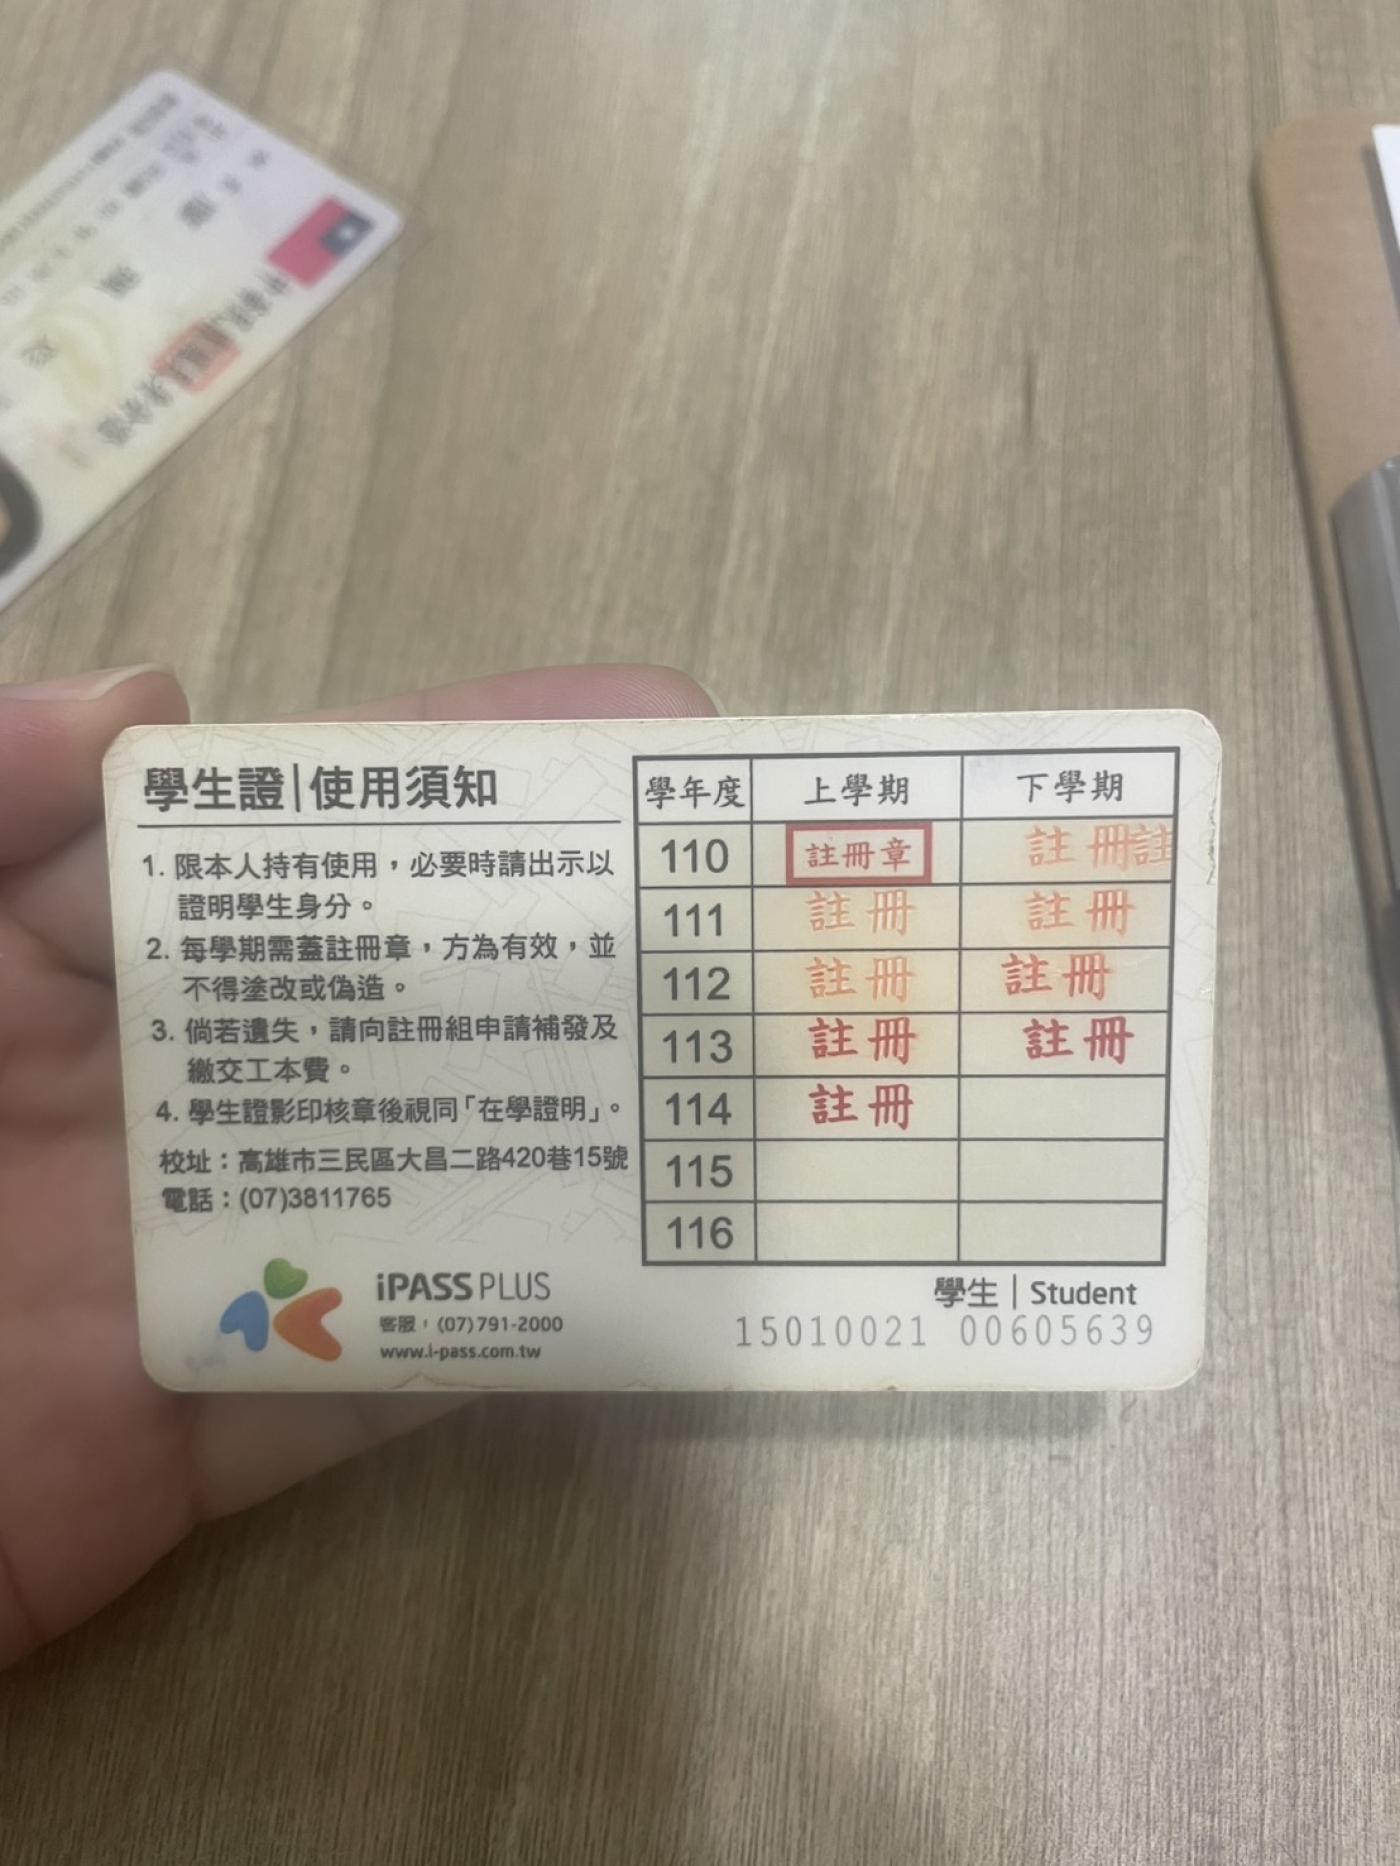 中華民國
學生證|使用須知
1. 限本人持有使用，必要時請出示以
證明學生身分。
2. 每學期需蓋註冊章，方為有效，並
不得塗改或偽造。
3. 倘若遺失，請向註冊組申請補發及
繳交工本費。
4. 學生證影印核章後視同「在學證明」。
校址：高雄市三民區大昌二路420巷15號
電話：(07)3811765
iPASS PLUS
客服：(07)791-2000
www.i-pass.com.tw
學年度 上學期 下學期
110 註冊章 註冊註
111 註冊 註冊
112 註冊 註冊
113 註冊 註冊
114 註冊
115
116
學生|Student
15010021 00605639